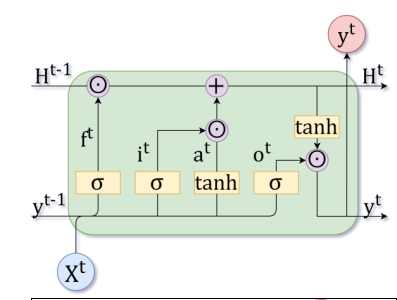 y^t
H^{t-1} ⊙ + H^t
f^t i^t a^t ⊙ o^t tanh
⊙
σ σ tanh σ
y^{t-1} y^t
X^t